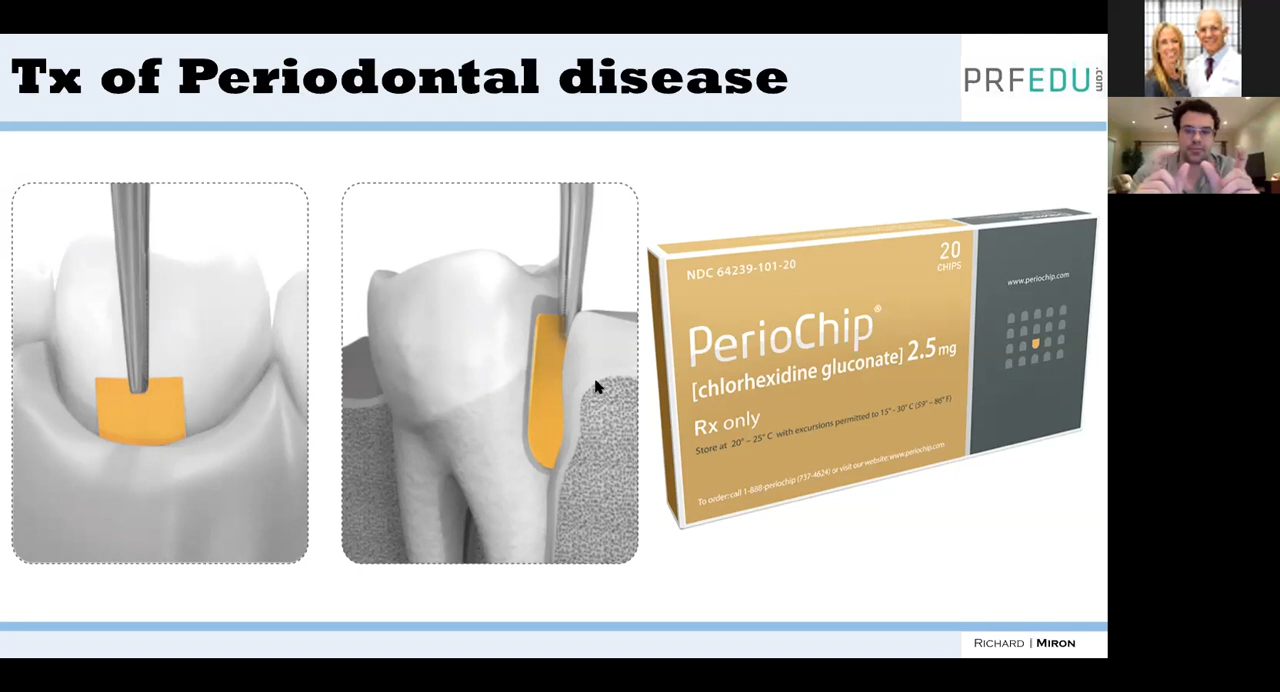 Tx of Periodontal disease
PRFEDU.com
NDC 64239-101-20
20
CHIPS
PerioChip®
[chlorhexidine gluconate] 2.5mg
Rx only
Store at 20° – 25° C with excursions permitted to 15° - 30° C (59° – 86° F)
To order: call 1-888-periochip (737-4624) or visit our website: www.periochip.com
www.periochip.com
RICHARD | MIRON